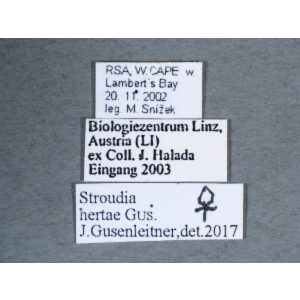 RSA, W.CAPE w
Lambert's Bay
20. 11. 2002
leg. M. Snížek
Biologiezentrum Linz,
Austria (LI)
ex Coll. J. Halada
Eingang 2003
Stroudia
hertae GUS. ♀
J.Gusenleitner,det.2017